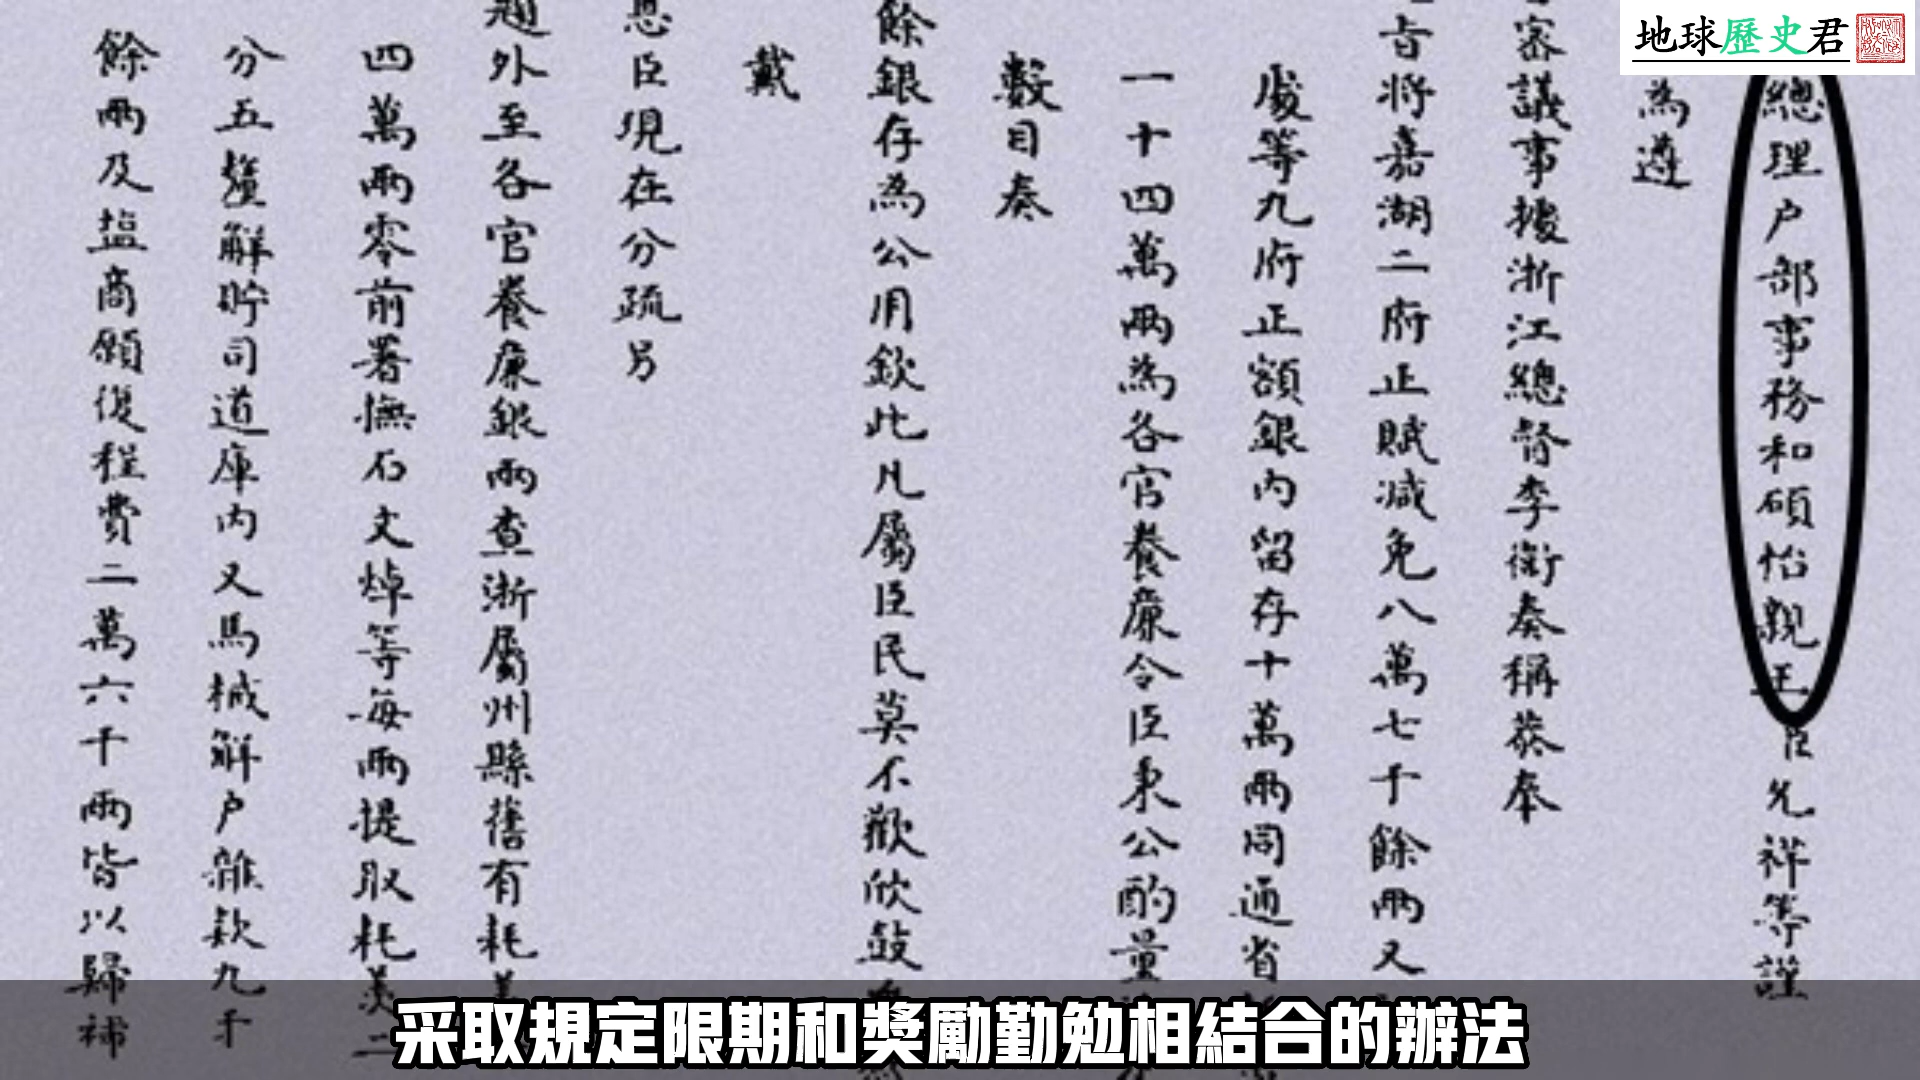 地球歷史君
總理户部事務和碩怡親王臣允祥等謹
為遵
審議事據浙江總督李衛奏稱恭奉
旨將嘉湖二府正賦減免八萬七千餘兩又
處等九府正額銀內留存十萬兩同通省
一十四萬兩為各官養廉令臣秉公酌量
數目奏
餘銀存為公用欽此凡屬臣民莫不歡欣鼓
戴
恩臣現在分疏另
題外至各官養廉銀兩查浙屬州縣舊有耗
四萬兩零前署撫石文焯等每兩提取耗羨二
分五釐解貯司道庫內又馬械解户雜款九千
餘兩及塩商願復程費二萬六千兩皆以歸補
采取規定限期和獎勵勤勉相結合的辦法